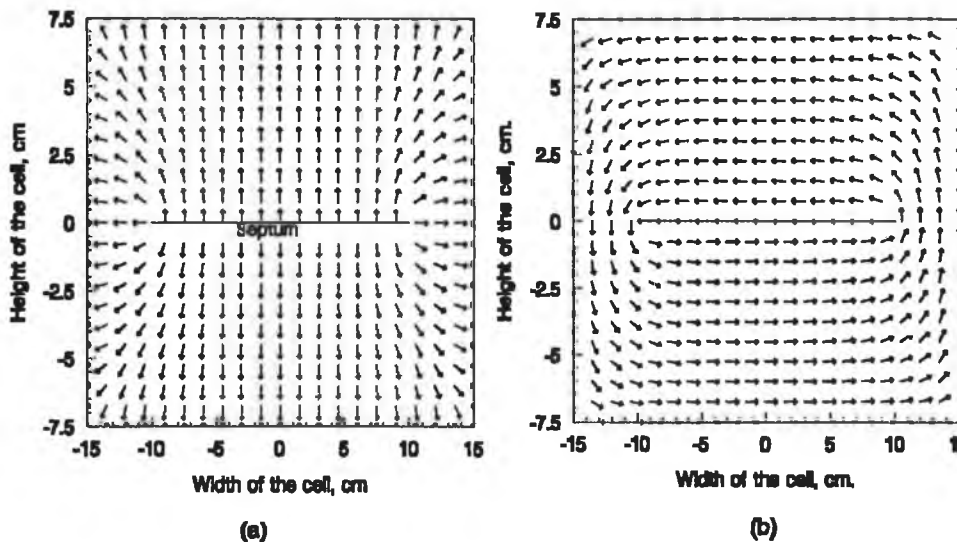 7.5
5
2.5
0
-2.5
-5
-7.5
-15 -10 -5 0 5 10 15
Height of the cell, cm
Septum
Width of the cell, cm
(a)
7.5
5
2.5
0
-2.5
-5
-7.5
-15 -10 -5 0 5 10
Height of the cell, cm.
Width of the cell, cm.
(b)